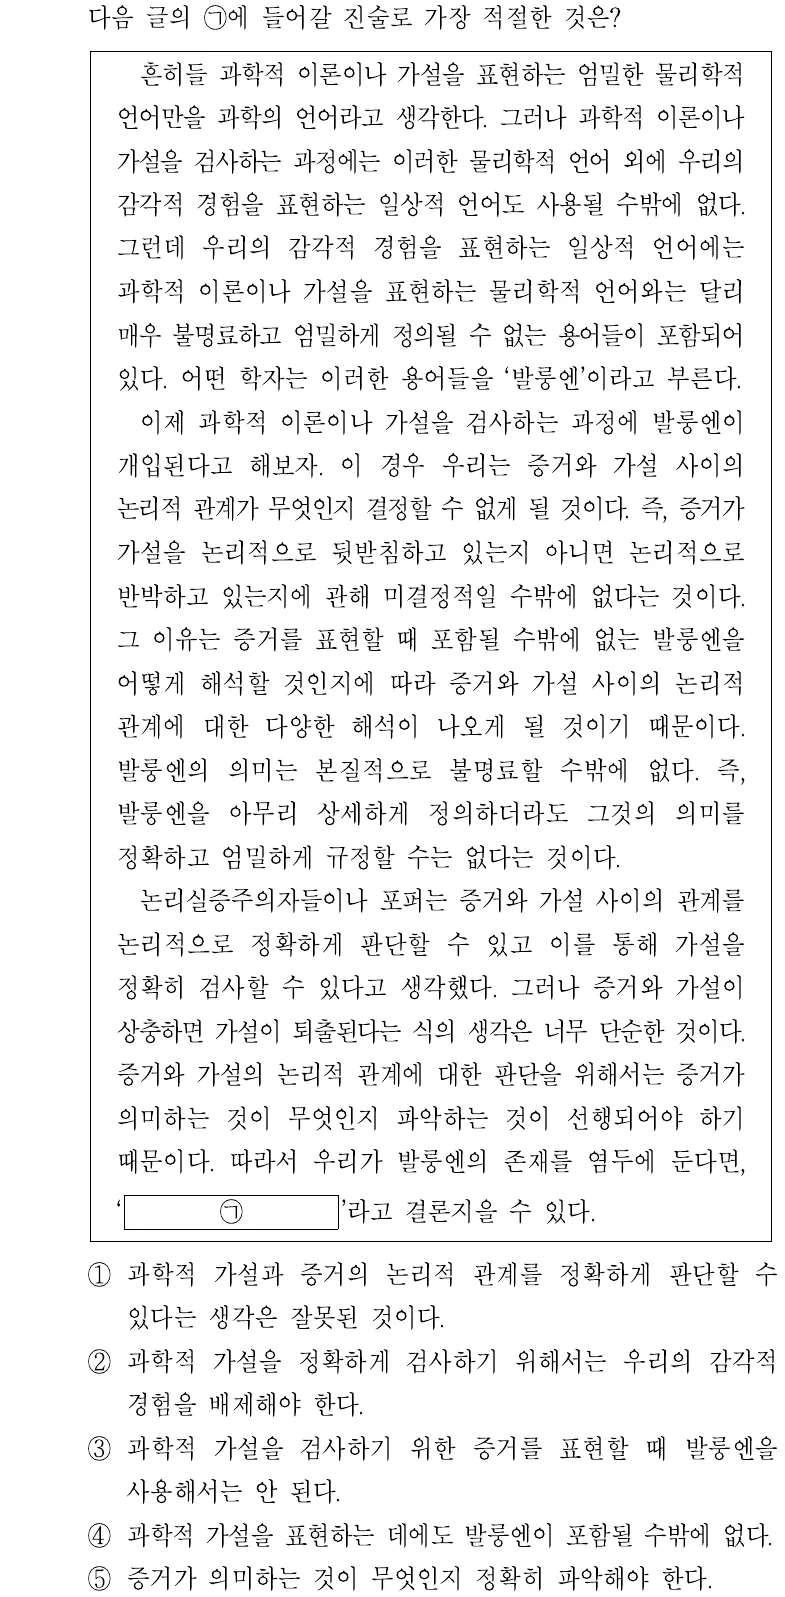 다음 글의 ㉠에 들어갈 진술로 가장 적절한 것은?
흔히들 과학적 이론이나 가설을 표현하는 엄밀한 물리학적
언어만을 과학의 언어라고 생각한다. 그러나 과학적 이론이나
가설을 검사하는 과정에는 이러한 물리학적 언어 외에 우리의
감각적 경험을 표현하는 일상적 언어도 사용될 수밖에 없다.
그런데 우리의 감각적 경험을 표현하는 일상적 언어에는
과학적 이론이나 가설을 표현하는 물리학적 언어와는 달리
매우 불명료하고 엄밀하게 정의될 수 없는 용어들이 포함되어
있다. 어떤 학자는 이러한 용어들을 ‘발룽엔’이라고 부른다.
이제 과학적 이론이나 가설을 검사하는 과정에 발룽엔이
개입된다고 해보자. 이 경우 우리는 증거와 가설 사이의
논리적 관계가 무엇인지 결정할 수 없게 될 것이다. 즉, 증거가
가설을 논리적으로 뒷받침하고 있는지 아니면 논리적으로
반박하고 있는지에 관해 미결정적일 수밖에 없다는 것이다.
그 이유는 증거를 표현할 때 포함될 수밖에 없는 발룽엔을
어떻게 해석할 것인지에 따라 증거와 가설 사이의 논리적
관계에 대한 다양한 해석이 나오게 될 것이기 때문이다.
발룽엔의 의미는 본질적으로 불명료할 수밖에 없다. 즉,
발룽엔을 아무리 상세하게 정의하더라도 그것의 의미를
정확하고 엄밀하게 규정할 수는 없다는 것이다.
논리실증주의자들이나 포퍼는 증거와 가설 사이의 관계를
논리적으로 정확하게 판단할 수 있고 이를 통해 가설을
정확히 검사할 수 있다고 생각했다. 그러나 증거와 가설이
상충하면 가설이 퇴출된다는 식의 생각은 너무 단순한 것이다.
증거와 가설의 논리적 관계에 대한 판단을 위해서는 증거가
의미하는 것이 무엇인지 파악하는 것이 선행되어야 하기
때문이다. 따라서 우리가 발룽엔의 존재를 염두에 둔다면,
‘㉠’라고 결론지을 수 있다.
① 과학적 가설과 증거의 논리적 관계를 정확하게 판단할 수
있다는 생각은 잘못된 것이다.
② 과학적 가설을 정확하게 검사하기 위해서는 우리의 감각적
경험을 배제해야 한다.
③ 과학적 가설을 검사하기 위한 증거를 표현할 때 발룽엔을
사용해서는 안 된다.
④ 과학적 가설을 표현하는 데에도 발룽엔이 포함될 수밖에 없다.
⑤ 증거가 의미하는 것이 무엇인지 정확히 파악해야 한다.